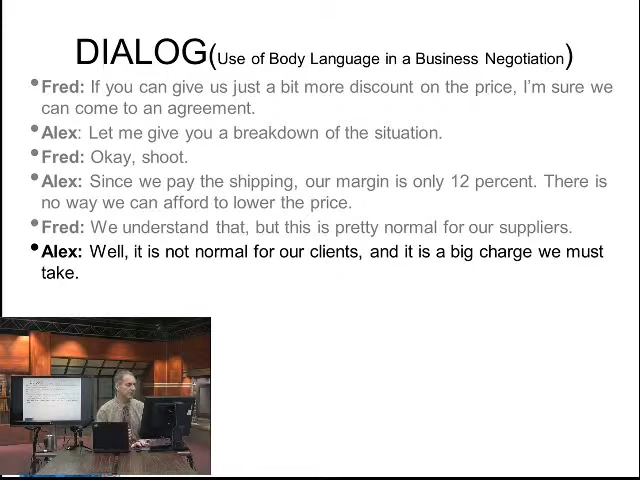 DIALOG(Use of Body Language in a Business Negotiation)
•Fred: If you can give us just a bit more discount on the price, I’m sure we
can come to an agreement.
•Alex: Let me give you a breakdown of the situation.
•Fred: Okay, shoot.
•Alex: Since we pay the shipping, our margin is only 12 percent. There is
no way we can afford to lower the price.
•Fred: We understand that, but this is pretty normal for our suppliers.
•Alex: Well, it is not normal for our clients, and it is a big charge we must
take.